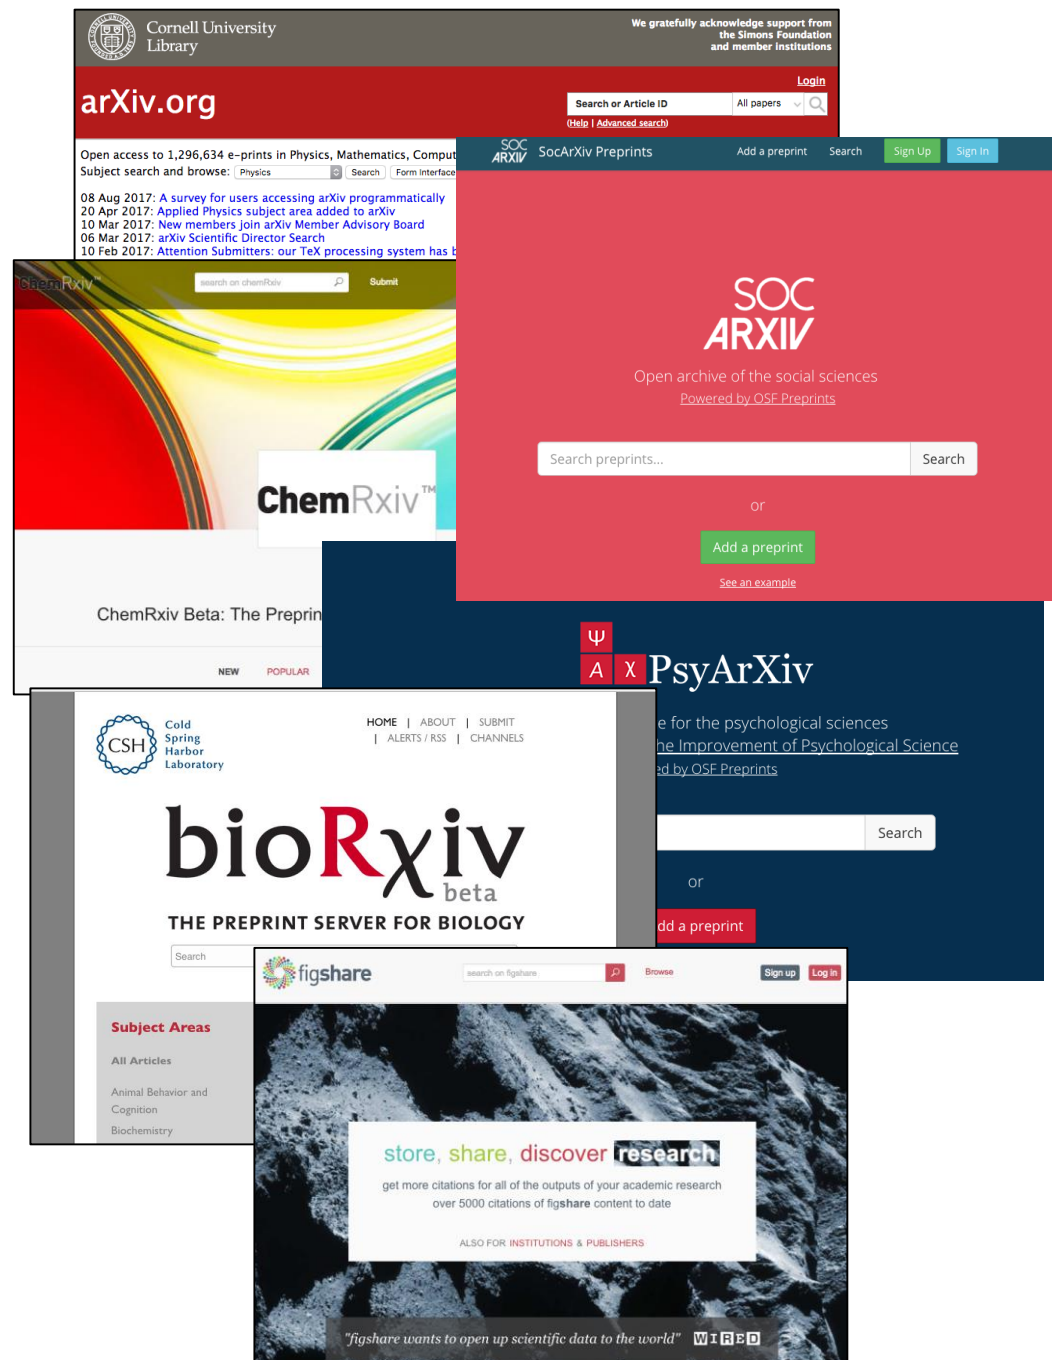 Cornell University
Library
We gratefully acknowledge support from
the Simons Foundation
and member institutions
Login
arXiv.org
Search or Article ID
All papers
(Help | Advanced search)
Open access to 1,296,634 e-prints in Physics, Mathematics,
Subject search and browse: Physics Search Form Interface
08 Aug 2017: A survey for users accessing arXiv programmatically
20 Apr 2017: Applied Physics subject area added to arXiv
10 Mar 2017: New members join arXiv Member Advisory Board
06 Mar 2017: arXiv Scientific Director Search
10 Feb 2017: Attention Submitters: our TeX processing system has
SOC
ARXIV
SocArXiv Preprints
Add a preprint
Search
Sign Up
Sign In
SOC
ARXIV
Open archive of the social sciences
Powered by OSF Preprints
Search preprints...
Search
or
Add a preprint
See an example
ChemRxiv™
search on chemRxiv
Submit
ChemRxiv™
ChemRxiv Beta: The
NEW
POPULAR
Ψ
A χ PsyArXiv
for the psychological sciences
the Improvement of Psychological Science
by OSF Preprints
Search
or
a preprint
CSH
Cold
Spring
Harbor
Laboratory
HOME | ABOUT | SUBMIT
| ALERTS / RSS | CHANNELS
bioRχiv
beta
THE PREPRINT SERVER FOR BIOLOGY
Search
Subject Areas
All Articles
Animal Behavior and
Cognition
Biochemistry
figshare
search on figshare
Browse
Sign up
Log in
store, share, discover research
get more citations for all of the outputs of your academic research
over 5000 citations of figshare content to date
ALSO FOR INSTITUTIONS & PUBLISHERS
"figshare wants to open up scientific data to the world" WIRED